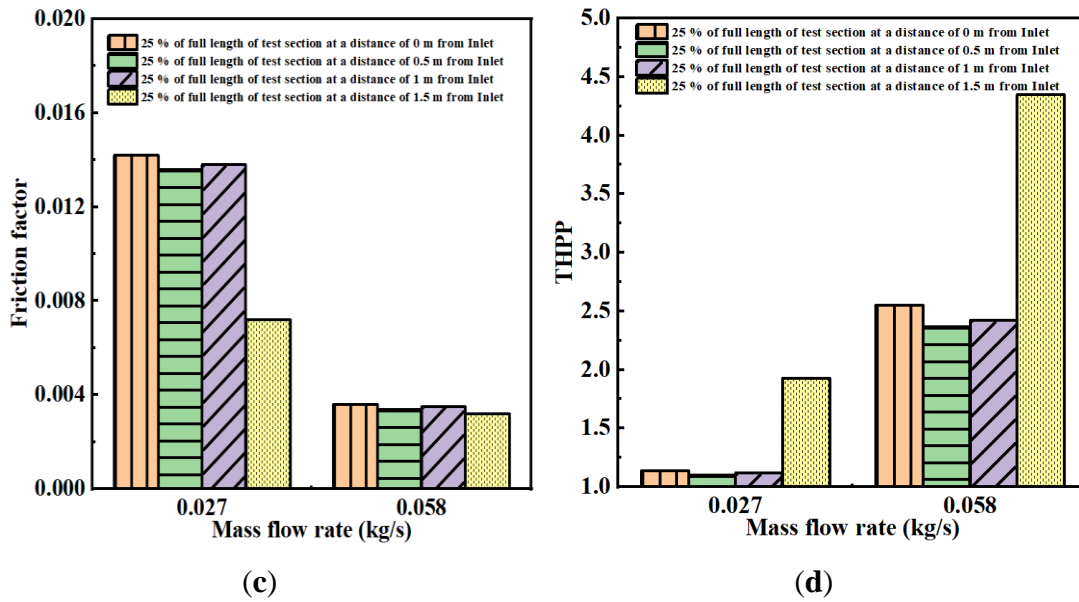 0.020
0.016
0.012
0.008
0.004
0.000
Friction factor
25 % of full length of test section at a distance of 0 m from Inlet
25 % of full length of test section at a distance of 0.5 m from Inlet
25 % of full length of test section at a distance of 1 m from Inlet
25 % of full length of test section at a distance of 1.5 m from Inlet
0.027 0.058
Mass flow rate (kg/s)
(c)
5.0
4.5
4.0
3.5
3.0
2.5
2.0
1.5
1.0
THPP
25 % of full length of test section at a distance of 0 m from Inlet
25 % of full length of test section at a distance of 0.5 m from Inlet
25 % of full length of test section at a distance of 1 m from Inlet
25 % of full length of test section at a distance of 1.5 m from Inlet
0.027 0.058
Mass flow rate (kg/s)
(d)